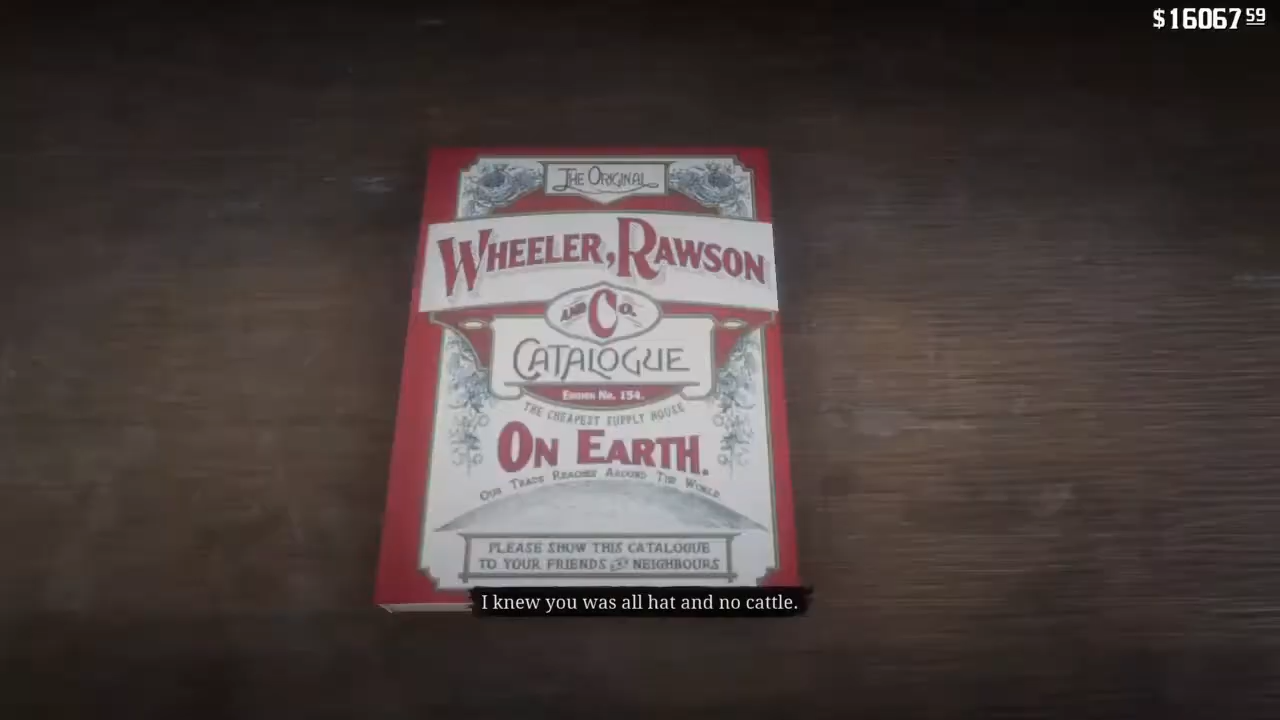 $16067 59
THE ORIGINAL
WHEELER, RAWSON
AND CO.
CATALOGUE
EDITION NR. 154.
THE CHEAPEST SUPPLY HOUSE
ON EARTH.
OUR TRADE REACHES AROUND THE WORLD
PLEASE SHOW THIS CATALOGUE
TO YOUR FRIENDS AND NEIGHBOURS
I knew you was all hat and no cattle.